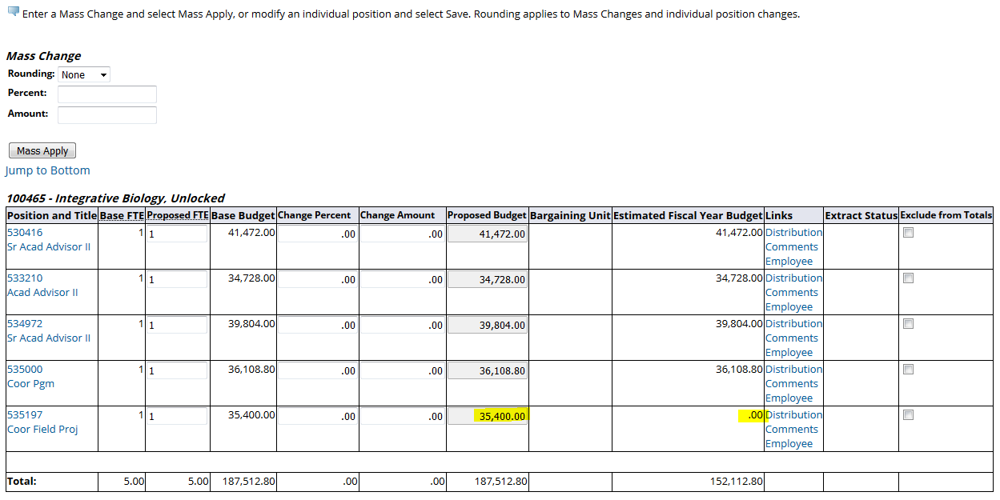 Enter a Mass Change and select Mass Apply, or modify an individual position and select Save. Rounding applies to Mass Changes and individual position changes.
Mass Change
Rounding: None
Percent:
Amount:
Mass Apply
Jump to Bottom
100465 - Integrative Biology, Unlocked
Position and Title Base FTE Proposed FTE Base Budget Change Percent Change Amount Proposed Budget Bargaining Unit Estimated Fiscal Year Budget Links Extract Status Exclude from Totals
530416 1 1 41,472.00 .00 .00 41,472.00 41,472.00 Distribution
Sr Acad Advisor II Comments
Employee
533210 1 1 34,728.00 .00 .00 34,728.00 34,728.00 Distribution
Acad Advisor II Comments
Employee
534972 1 1 39,804.00 .00 .00 39,804.00 39,804.00 Distribution
Sr Acad Advisor II Comments
Employee
535000 1 1 36,108.80 .00 .00 36,108.80 36,108.80 Distribution
Coor Pgm Comments
Employee
535197 1 1 35,400.00 .00 .00 35,400.00 .00 Distribution
Coor Field Proj Comments
Employee
Total: 5.00 5.00 187,512.80 .00 .00 187,512.80 152,112.80